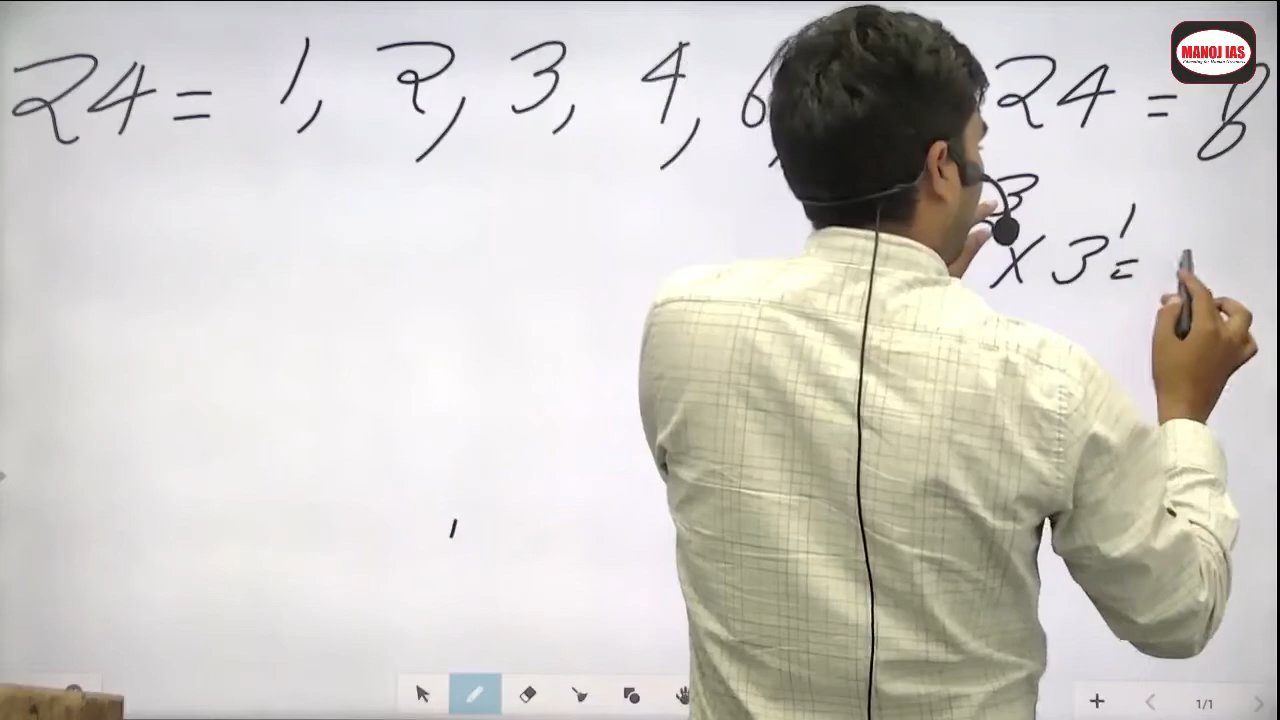 24 = 1, 2, 3, 4, 6, 24 = 8
3
× 3¹ =
MANOJ IAS
1/1